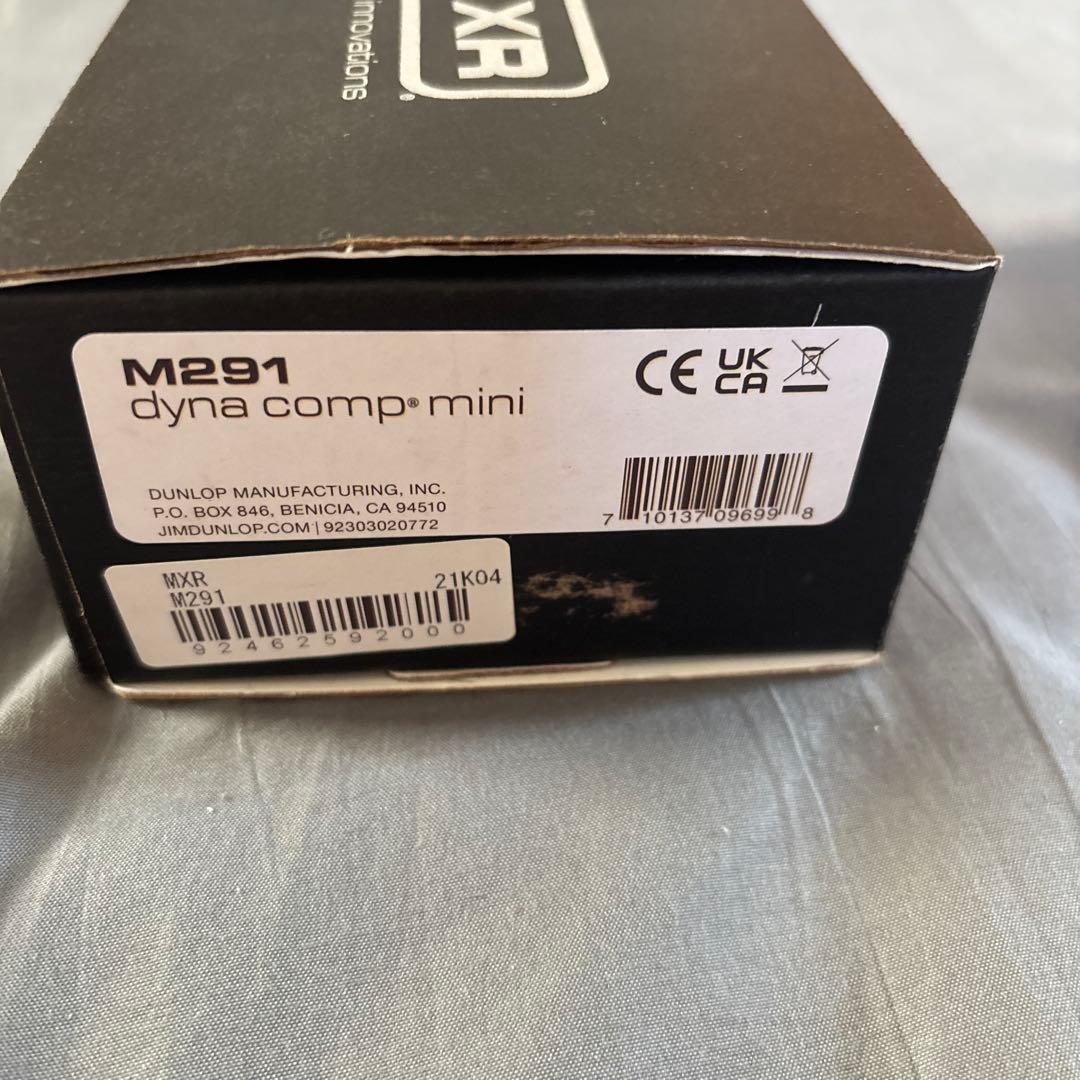 XR
innovations
®
M291
dyna comp® mini
CE UK CA
DUNLOP MANUFACTURING, INC.
P.O. BOX 846, BENICIA, CA 94510
JIMDUNLOP.COM | 92303020772
7 10137 09699 8
MXR 21K04
M291
92462592000